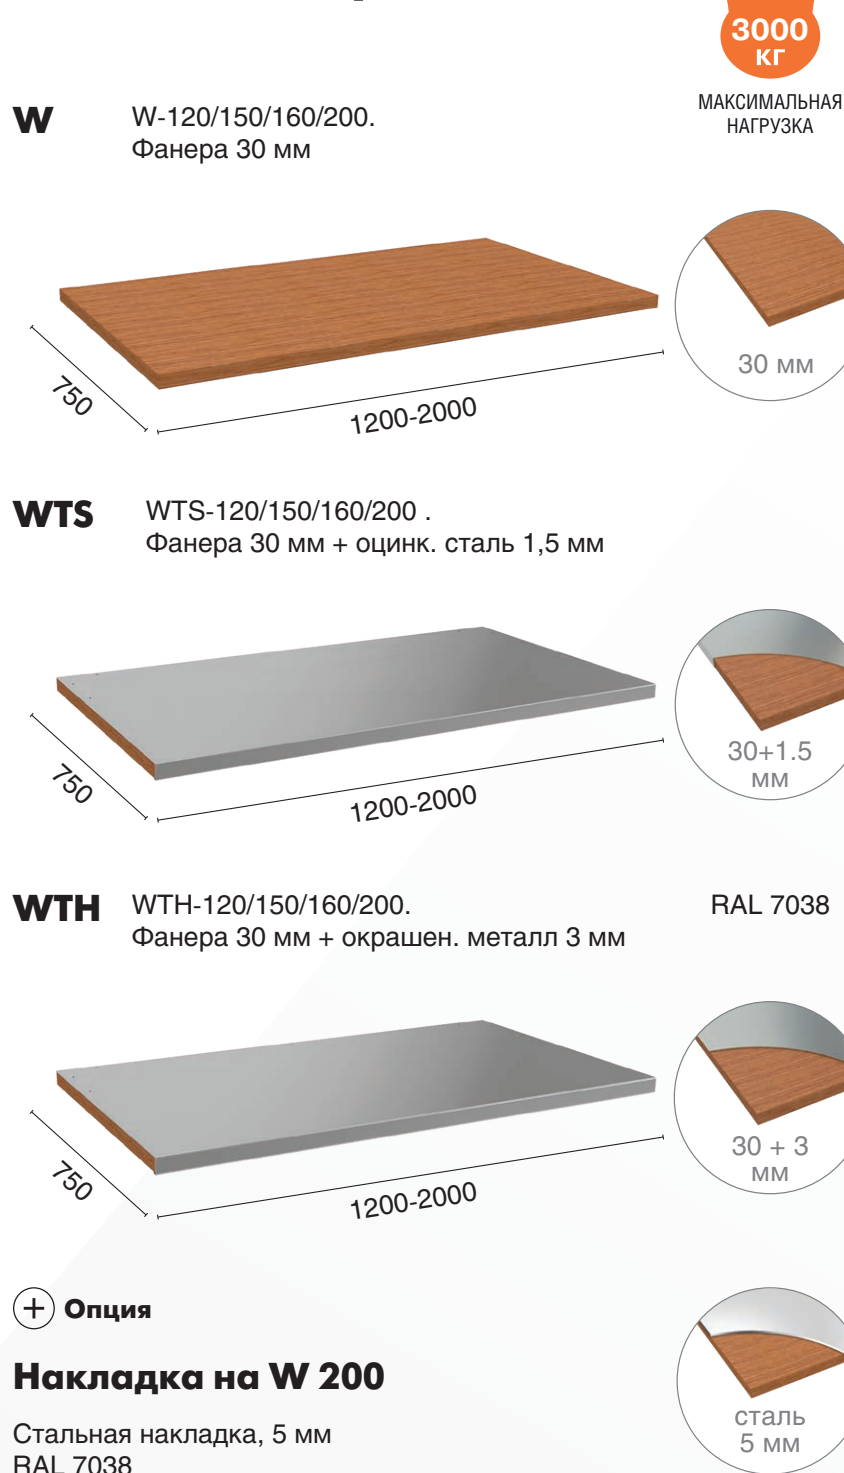 3000
КГ
МАКСИМАЛЬНАЯ
НАГРУЗКА
W
W-120/150/160/200.
Фанера 30 мм
30 мм
750
1200-2000
WTS
WTS-120/150/160/200 .
Фанера 30 мм + оцинк. сталь 1,5 мм
30+1.5
мм
750
1200-2000
WTH
WTH-120/150/160/200.
Фанера 30 мм + окрашен. металл 3 мм
RAL 7038
30 + 3
мм
750
1200-2000
+ Опция
Накладка на W 200
Стальная накладка, 5 мм
RAL 7038
сталь
5 мм